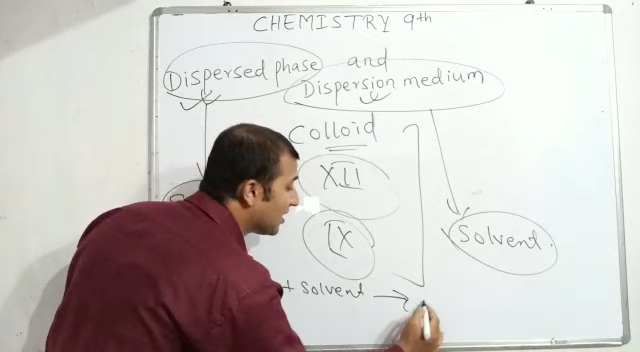 CHEMISTRY 9th
Dispersed phase and
Dispersion medium
Colloid
XII
Solvent.
IX
+ Solvent →